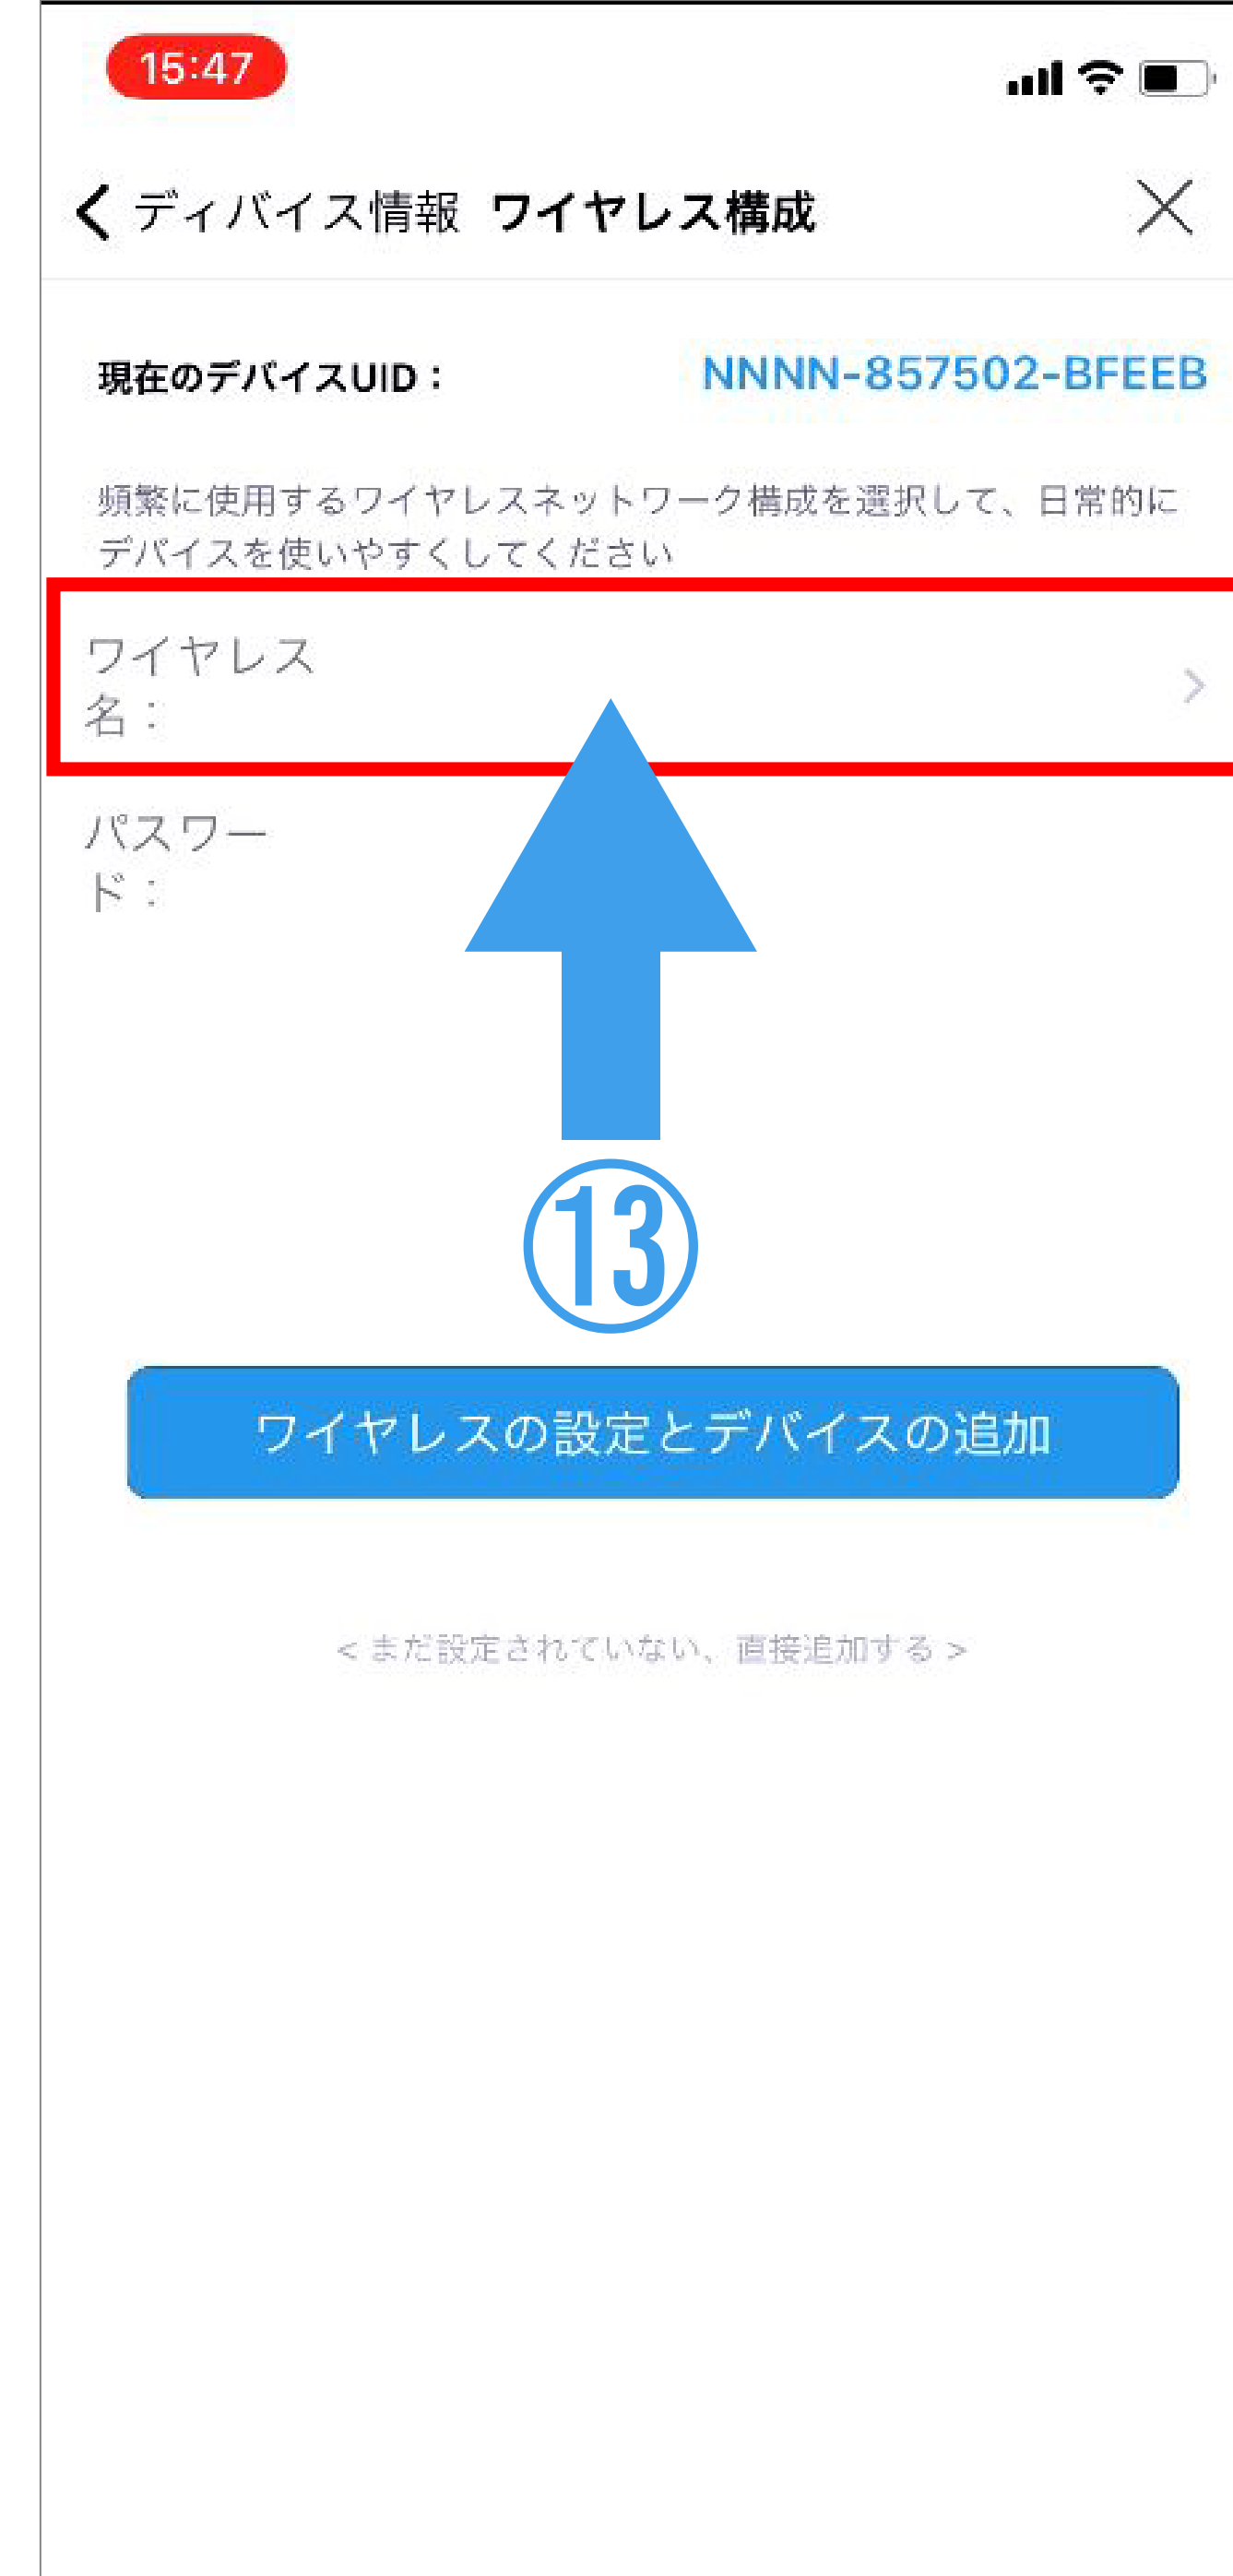 15:47
ディバイス情報 ワイヤレス構成
現在のデバイスUID： NNNN-857502-BFEEB
頻繁に使用するワイヤレスネットワーク構成を選択して、日常的に
デバイスを使いやすくしてください
ワイヤレス
名：
パスワー
ド：
⑬
ワイヤレスの設定とデバイスの追加
< まだ設定されていない、直接追加する >